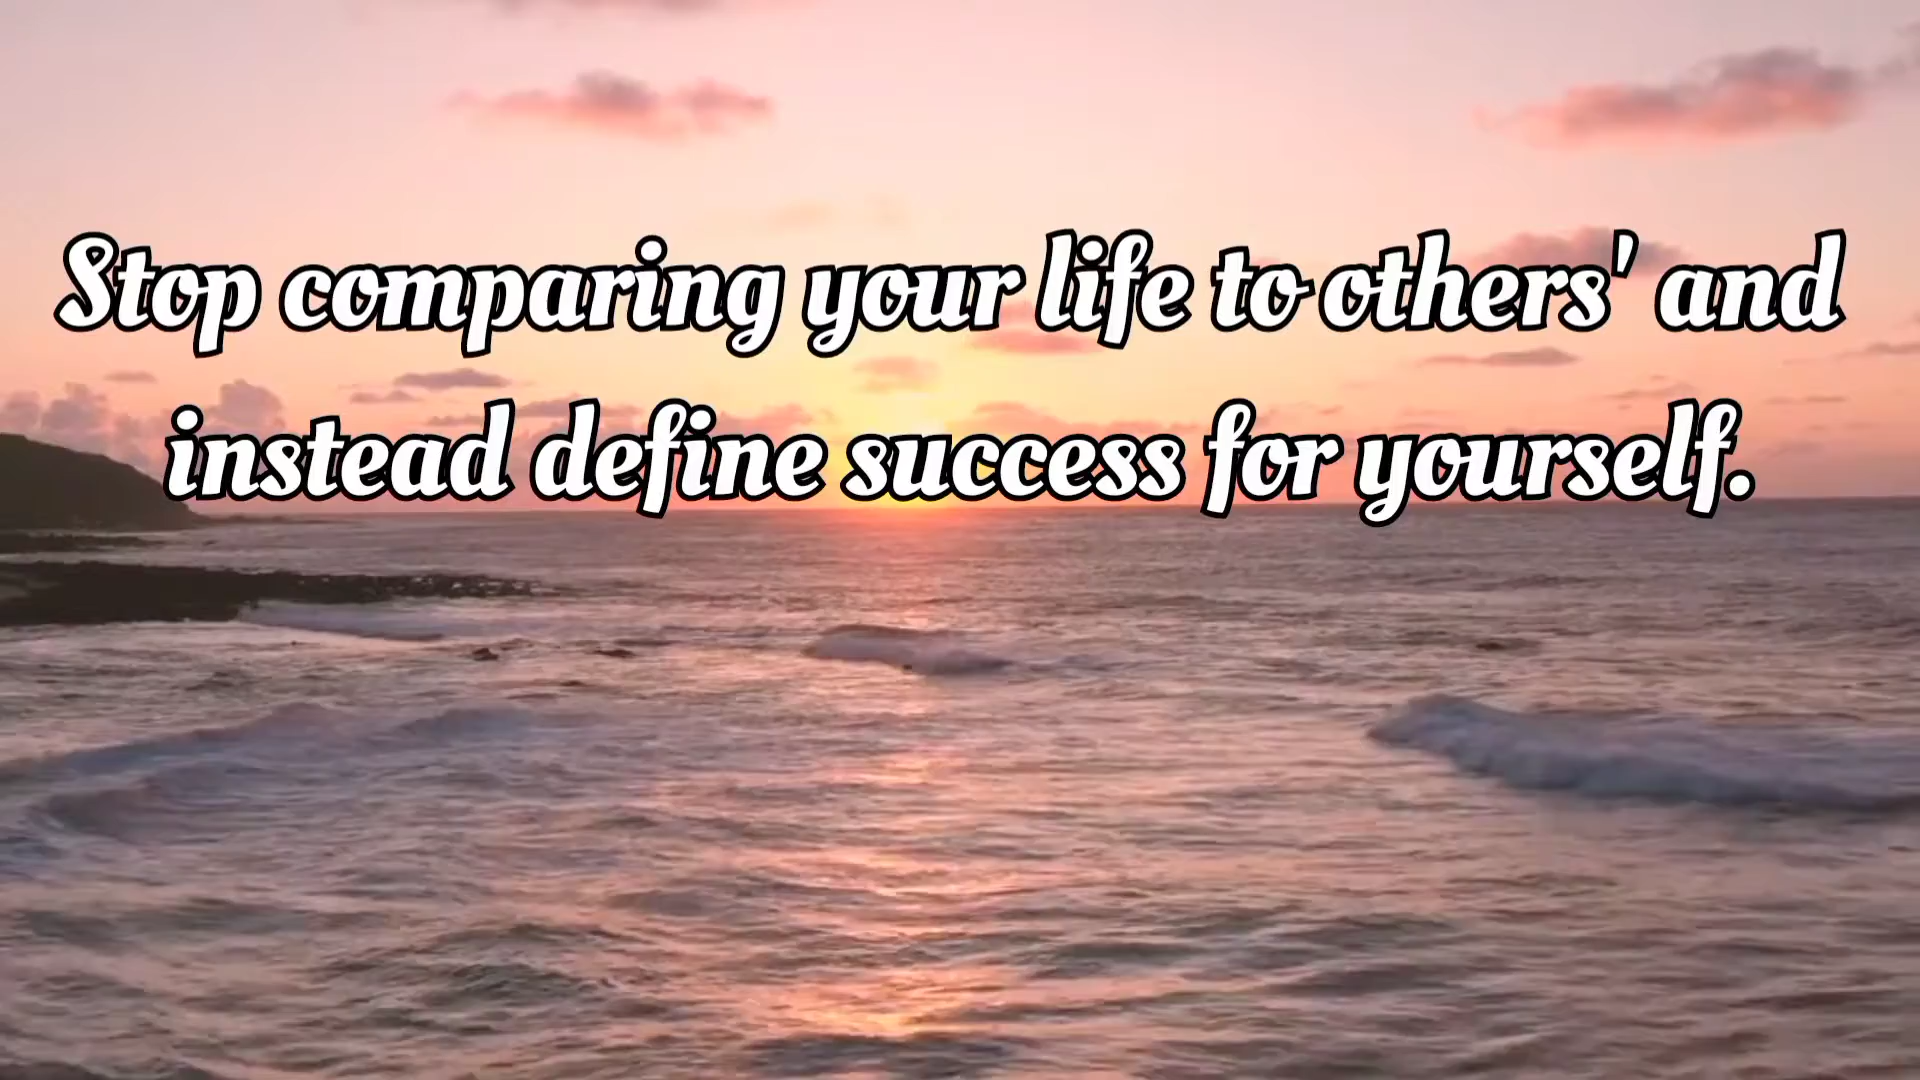 Stop comparing your life to others' and
instead define success for yourself.